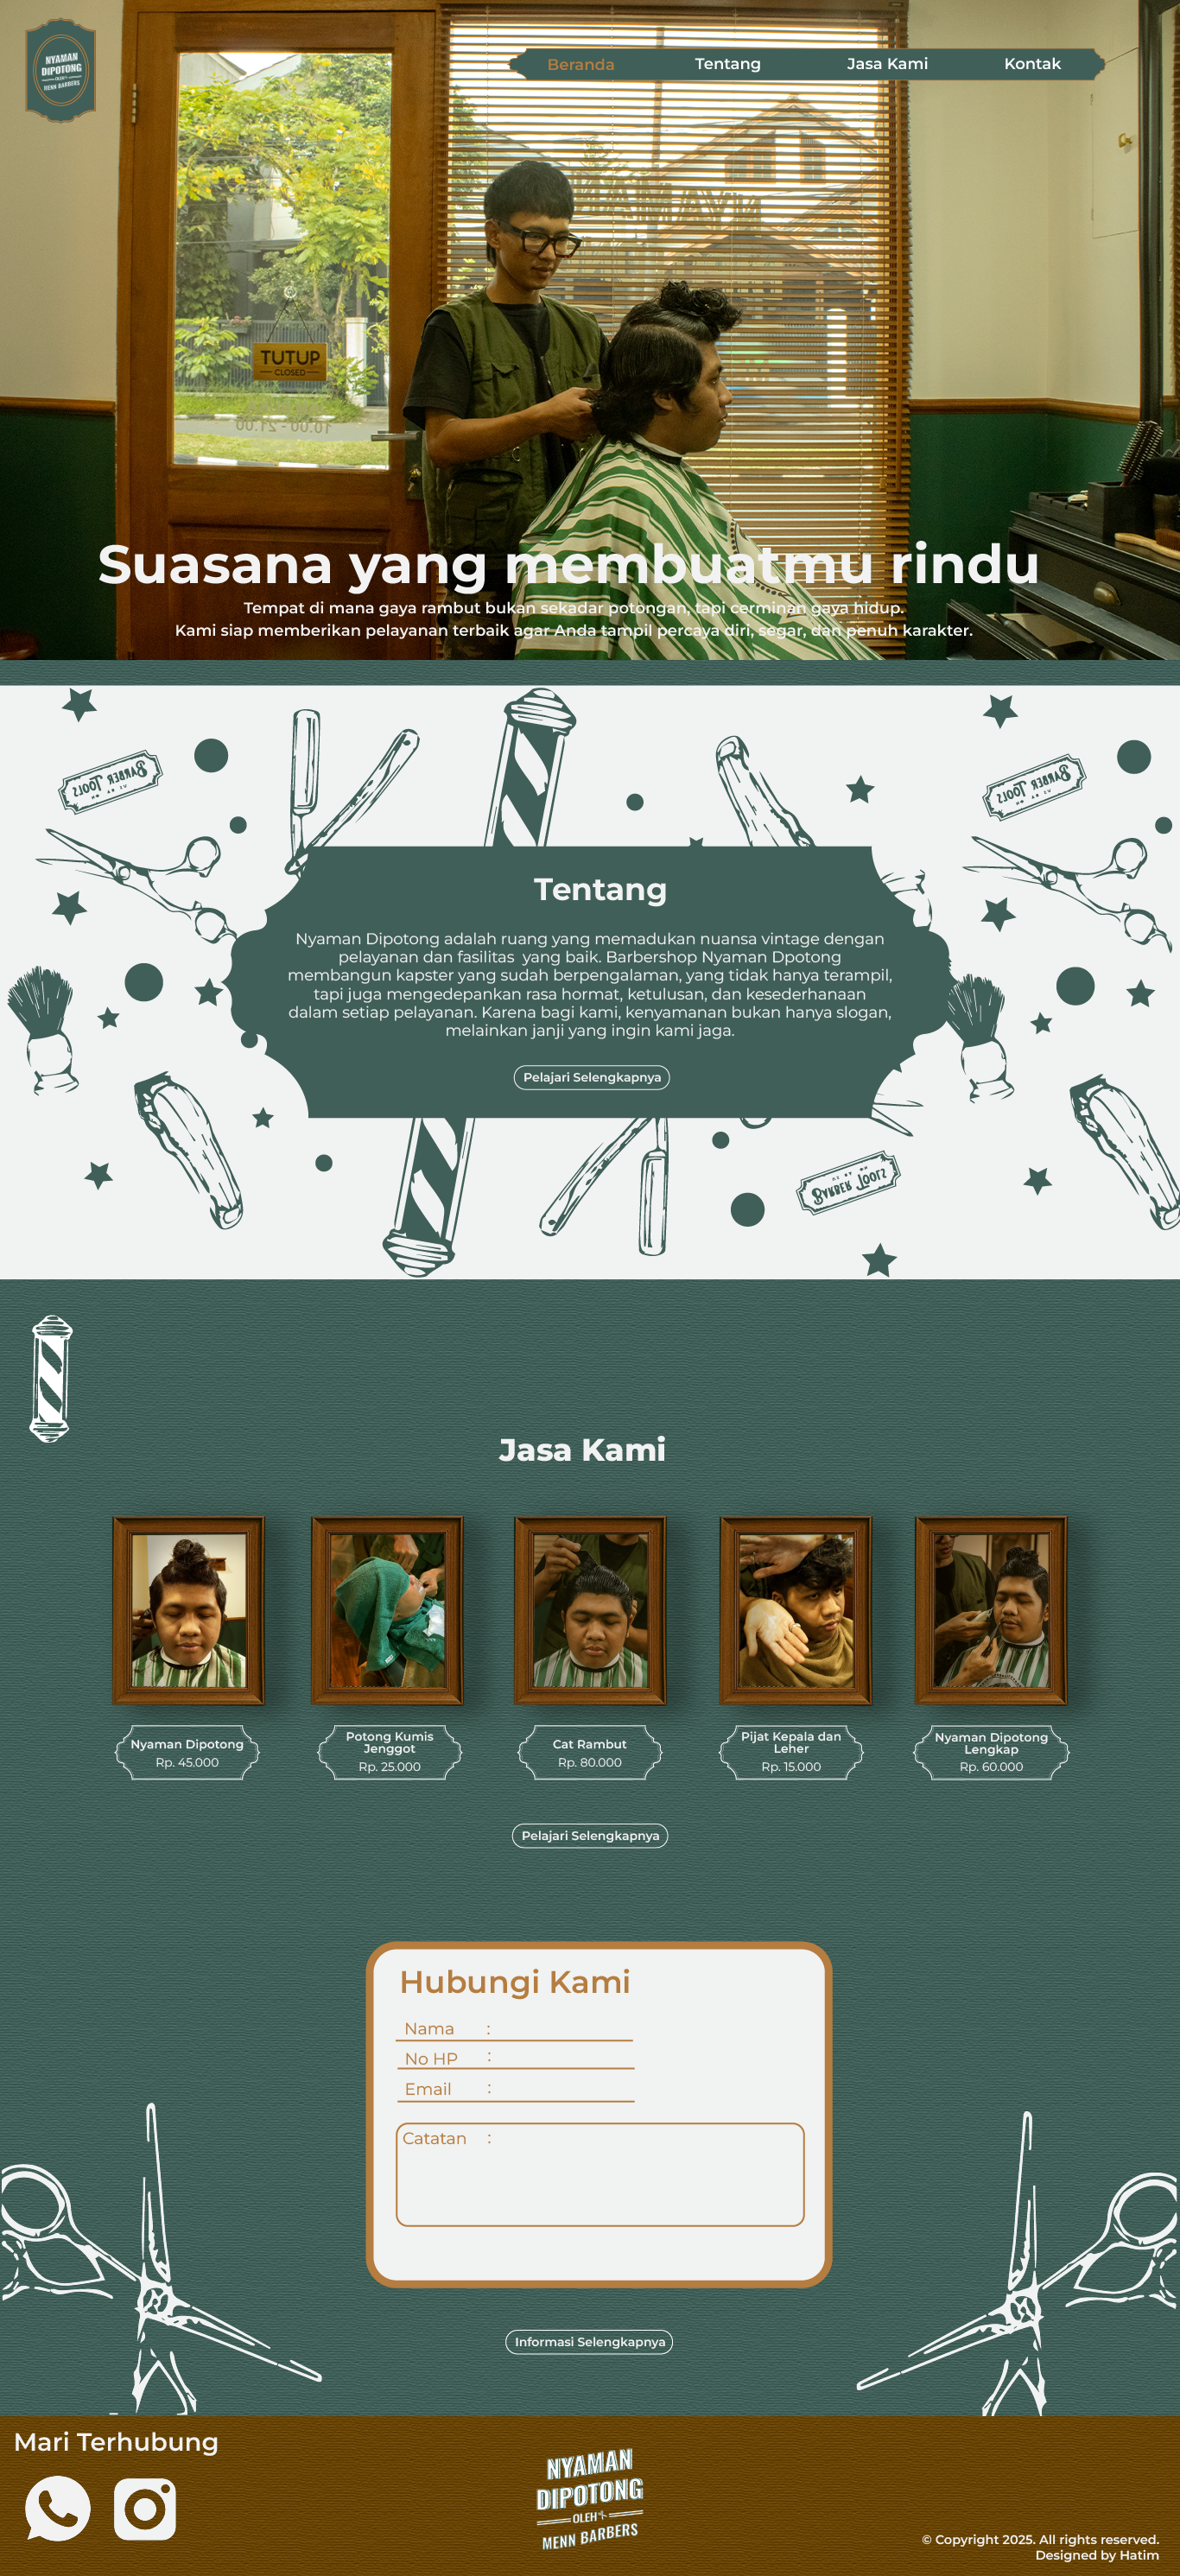 NYAMAN
DIPOTONG
OLEH
MENN BARBERS
Beranda
Tentang
Jasa Kami
Kontak
TUTUP
CLOSED
10.00 - 21.00
Suasana yang membuatmu rindu
Tempat di mana gaya rambut bukan sekadar potongan, tapi cerminan gaya hidup.
Kami siap memberikan pelayanan terbaik agar Anda tampil percaya diri, segar, dan penuh karakter.
BARBER TOOLS
BARBER TOOLS
Tentang
Nyaman Dipotong adalah ruang yang memadukan nuansa vintage dengan
pelayanan dan fasilitas  yang baik. Barbershop Nyaman Dpotong
membangun kapster yang sudah berpengalaman, yang tidak hanya terampil,
tapi juga mengedepankan rasa hormat, ketulusan, dan kesederhanaan
dalam setiap pelayanan. Karena bagi kami, kenyamanan bukan hanya slogan,
melainkan janji yang ingin kami jaga.
Pelajari Selengkapnya
BARBER TOOLS
Jasa Kami
Nyaman Dipotong
Rp. 45.000
Potong Kumis
Jenggot
Rp. 25.000
Cat Rambut
Rp. 80.000
Pijat Kepala dan
Leher
Rp. 15.000
Nyaman Dipotong
Lengkap
Rp. 60.000
Pelajari Selengkapnya
Hubungi Kami
Nama :
No HP :
Email :
Catatan :
Informasi Selengkapnya
Mari Terhubung
NYAMAN
DIPOTONG
OLEH
MENN BARBERS
© Copyright 2025. All rights reserved.
Designed by Hatim